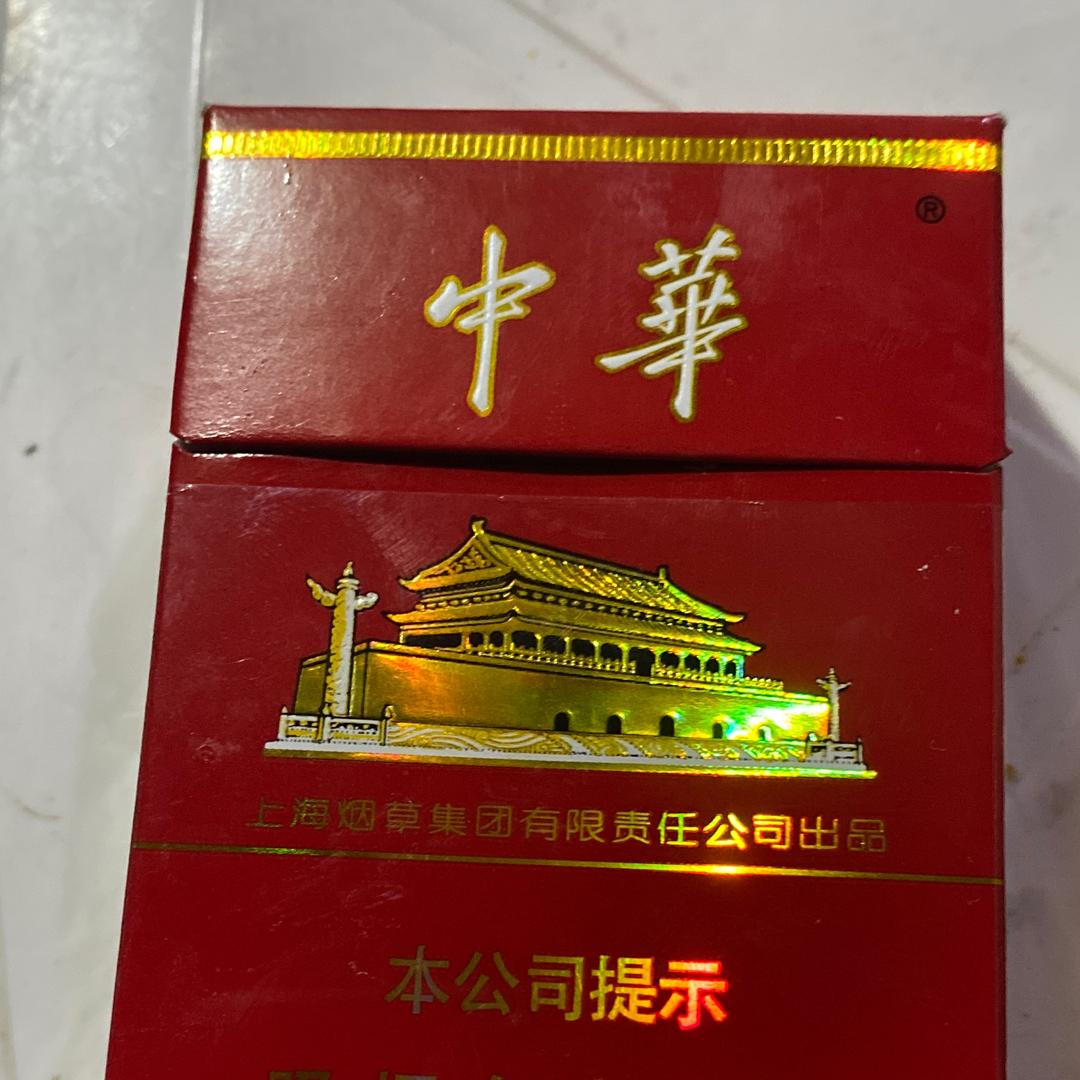 ®
中華
上海烟草集团有限责任公司出品
本公司提示